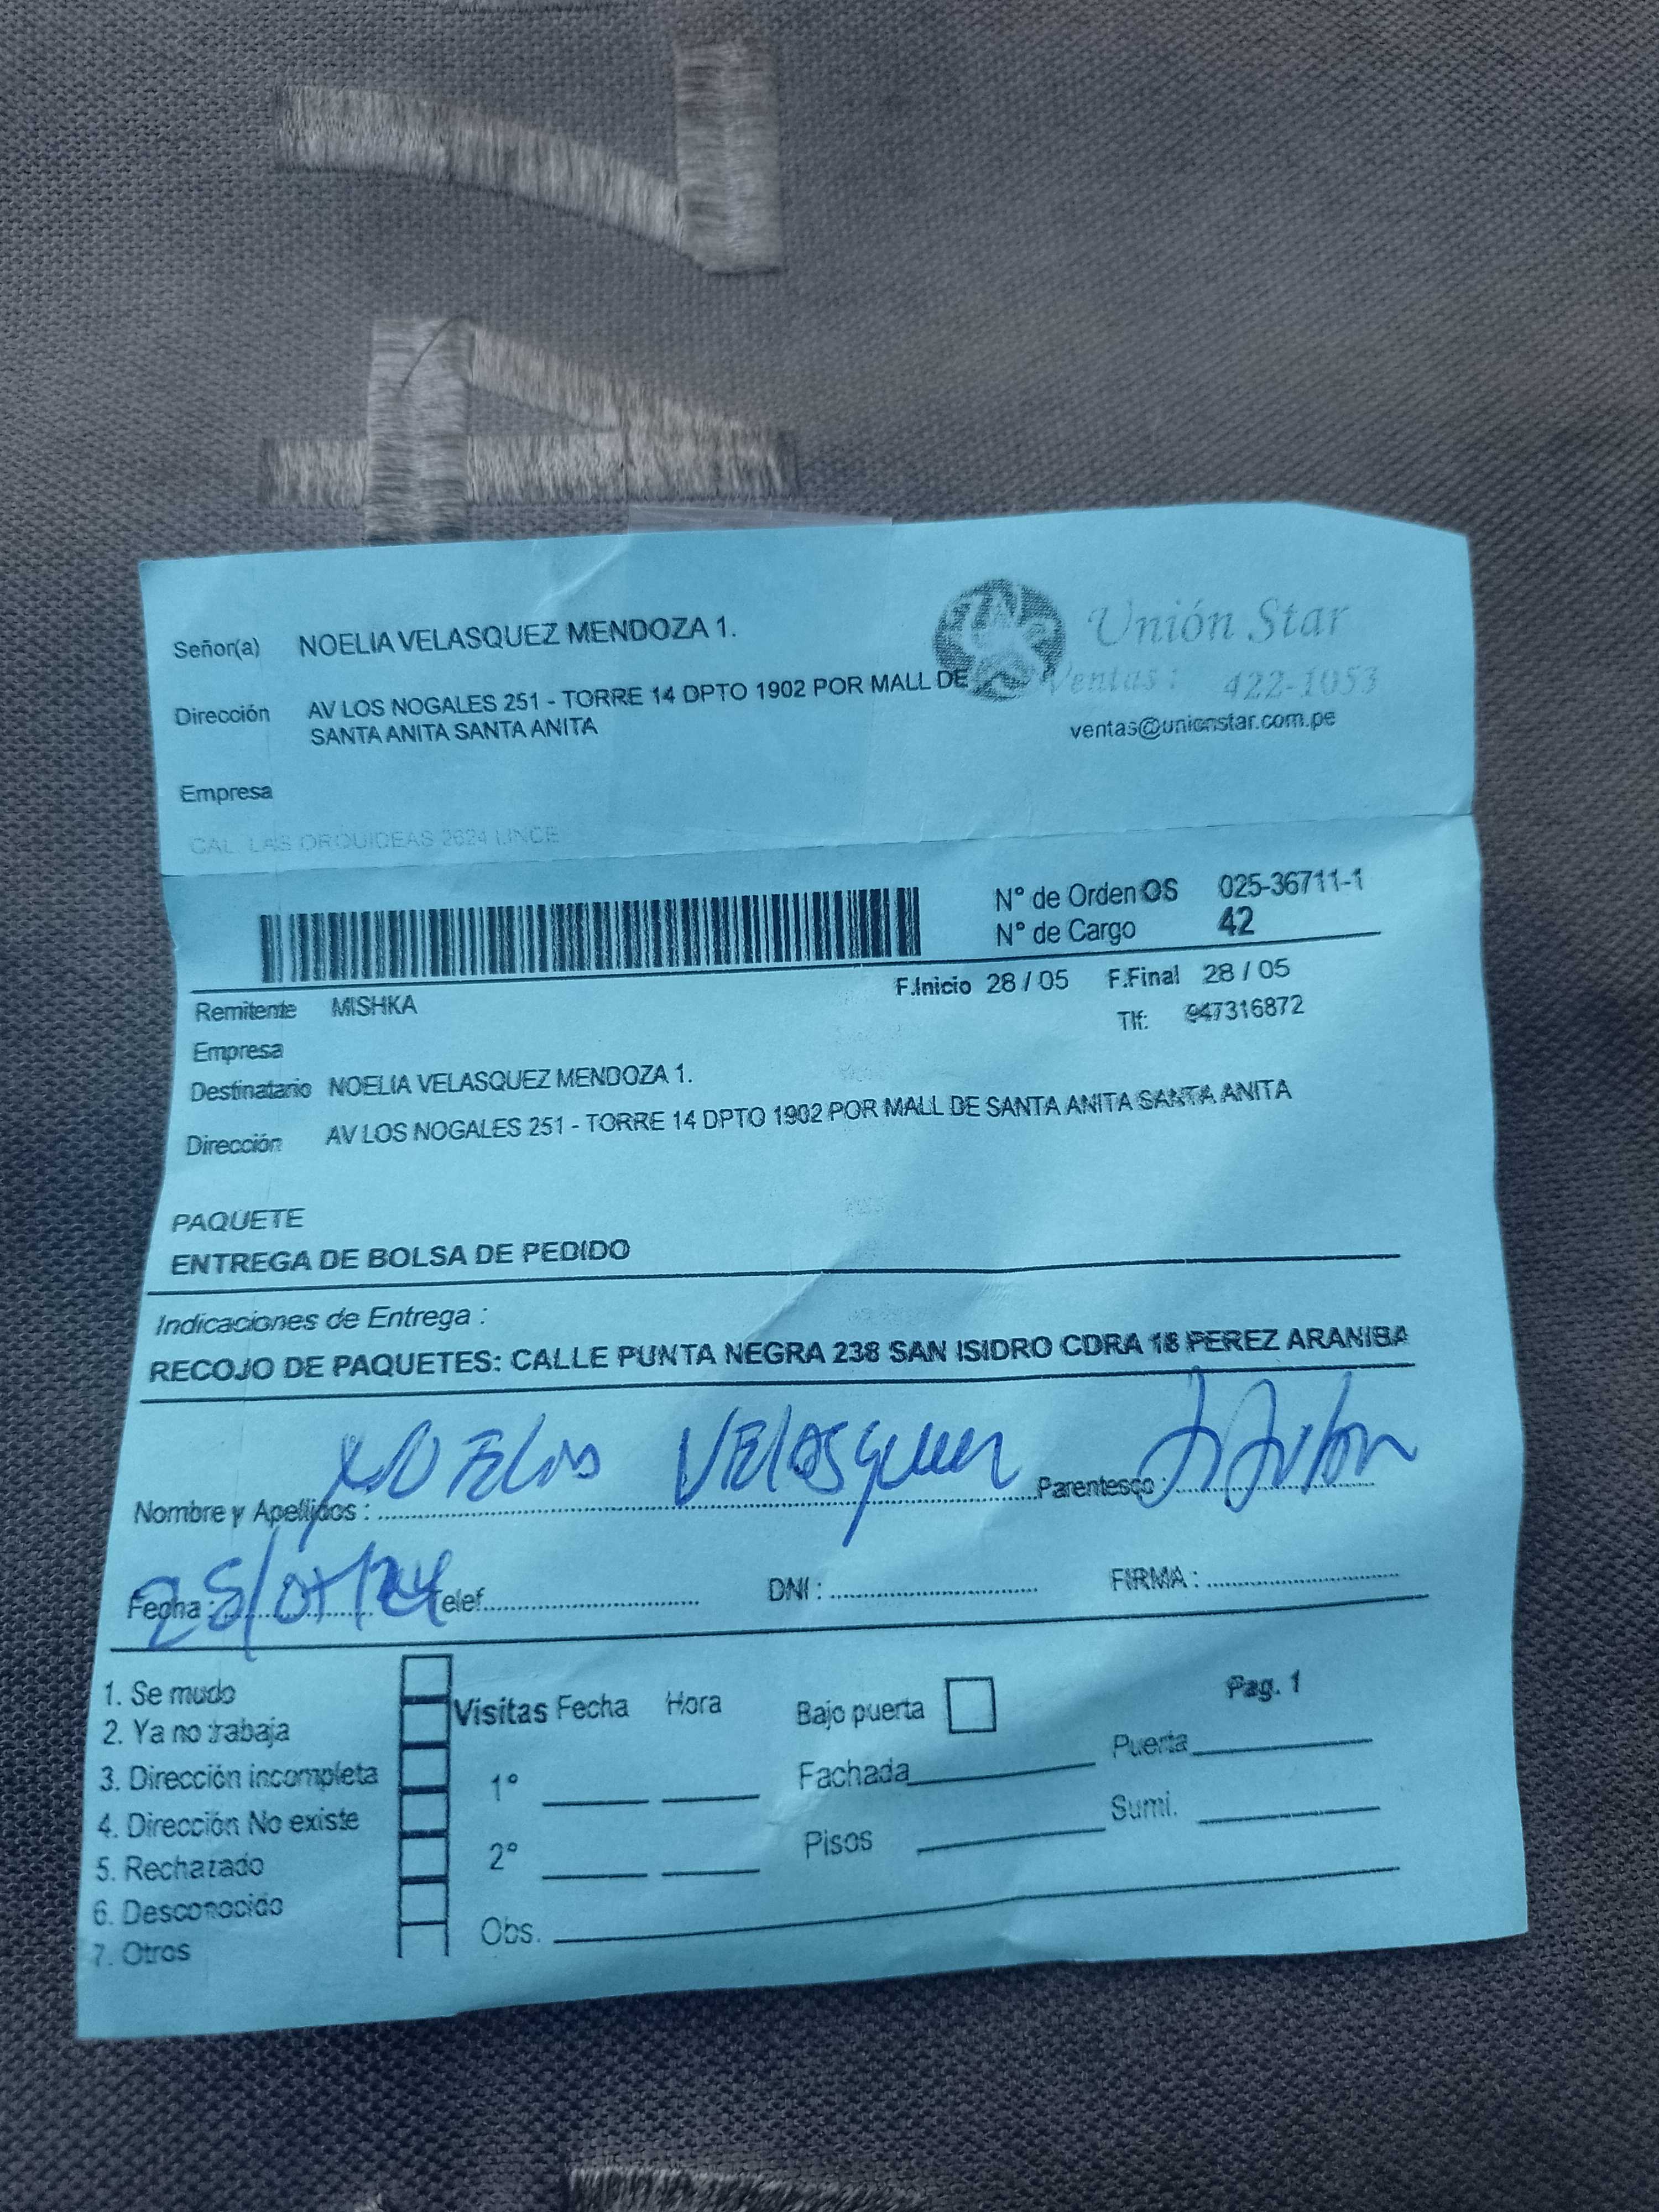 Señor(a) NOELIA VELASQUEZ MENDOZA 1.
Unión Star
Ventas: 422-1053
ventas@unionstar.com.pe
Dirección AV LOS NOGALES 251 - TORRE 14 DPTO 1902 POR MALL DE
SANTA ANITA SANTA ANITA
Empresa
CAL. LAS ORQUIDEAS 2624 LINCE
N° de Orden OS 025-36711-1
N° de Cargo 42
F.Inicio 28 / 05 F.Final 28 / 05
Remitente MISHKA
Tlf: 947316872
Empresa
Destinatario NOELIA VELASQUEZ MENDOZA 1.
Dirección AV LOS NOGALES 251 - TORRE 14 DPTO 1902 POR MALL DE SANTA ANITA SANTA ANITA
PAQUETE
ENTREGA DE BOLSA DE PEDIDO
Indicaciones de Entrega :
RECOJO DE PAQUETES: CALLE PUNTA NEGRA 238 SAN ISIDRO CDRA 18 PEREZ ARANIBA
Nombre y Apellidos : Velasquez Parentesco :
Fecha : Telef. DNI : FIRMA :
1. Se mudo
2. Ya no trabaja
3. Dirección incompleta
4. Dirección No existe
5. Rechazado
6. Desconocido
7. Otros
Visitas Fecha Hora
1°
2°
Obs.
Bajo puerta
Fachada
Pisos
Pag. 1
Puerta
Sumi.